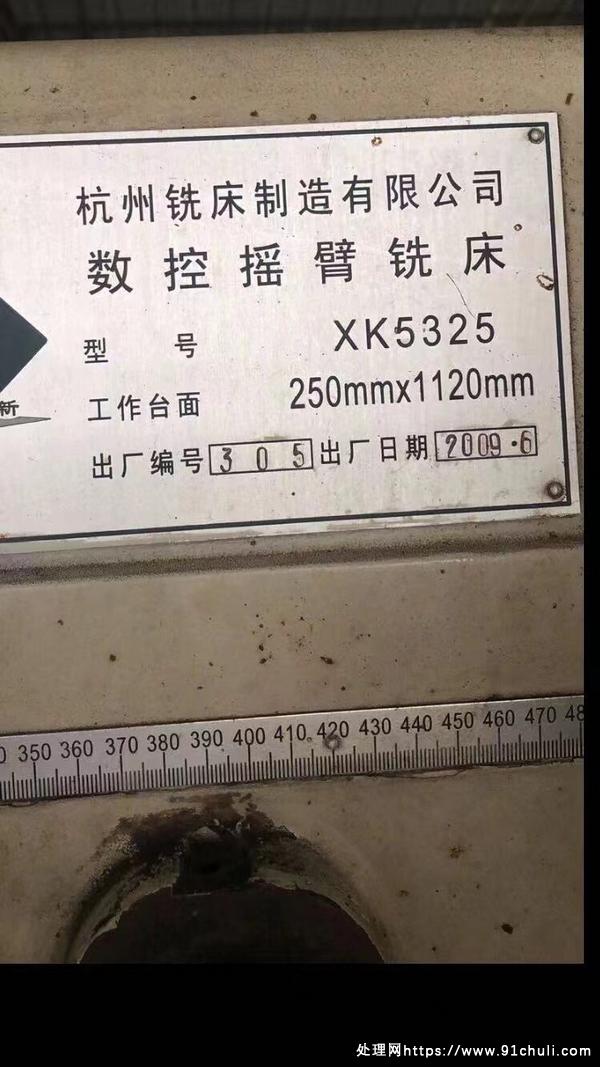 杭州铣床制造有限公司
数控摇臂铣床
型 号 XK5325
新
工作台面 250mmx1120mm
出厂编号 305 出厂日期 2009.6
0 350 360 370 380 390 400 410 420 430 440 450 460 470 48
处理网https://www.91chuli.com